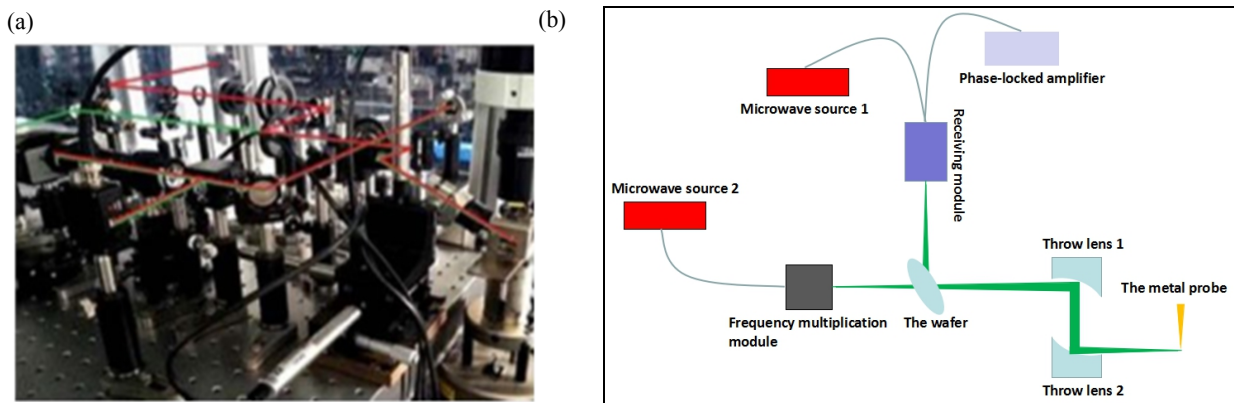 (a)
(b)
Phase-locked amplifier
Microwave source 1
Receiving module
Microwave source 2
Throw lens 1
The metal probe
Frequency multiplication
module
The wafer
Throw lens 2